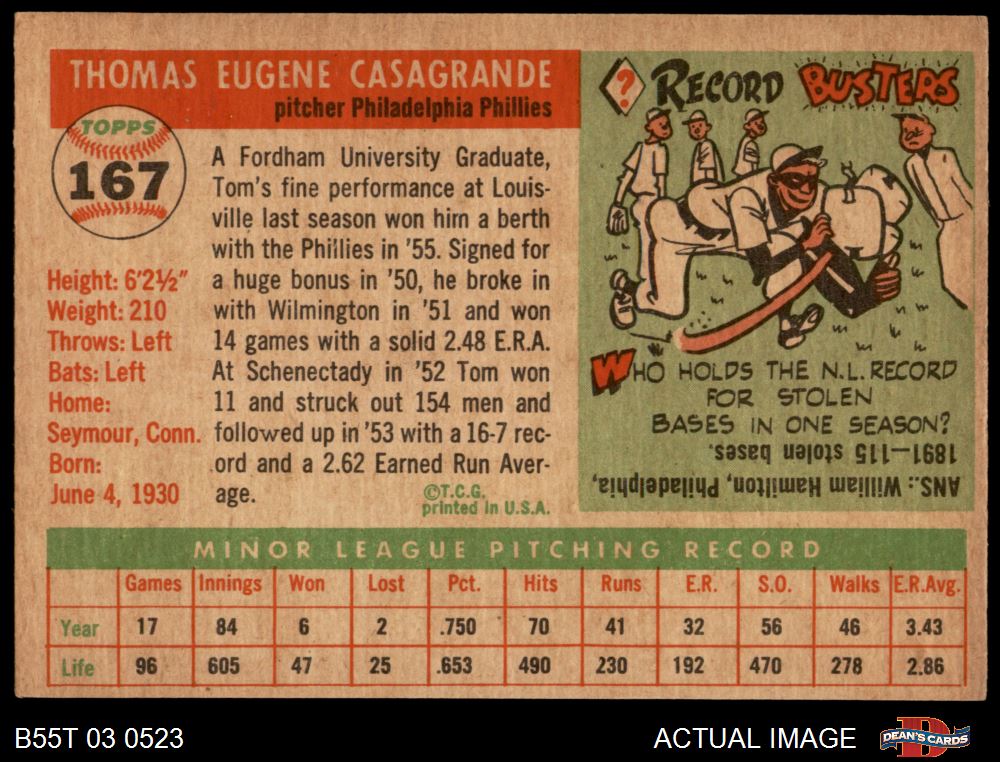 THOMAS EUGENE CASAGRANDE
pitcher Philadelphia Phillies
TOPPS
167
A Fordham University Graduate,
Tom's fine performance at Louis-
ville last season won him a berth
with the Phillies in '55. Signed for
a huge bonus in '50, he broke in
with Wilmington in '51 and won
14 games with a solid 2.48 E.R.A.
At Schenectady in '52 Tom won
11 and struck out 154 men and
followed up in '53 with a 16-7 rec-
ord and a 2.62 Earned Run Aver-
age.
©T.C.G.
printed in U.S.A.
Height: 6'2½"
Weight: 210
Throws: Left
Bats: Left
Home:
Seymour, Conn.
Born:
June 4, 1930
? RECORD BUSTERS
WHO HOLDS THE N.L. RECORD
FOR STOLEN
BASES IN ONE SEASON?
ANS.: William Hamilton, Philadelphia,
1891—115 stolen bases.
MINOR LEAGUE PITCHING RECORD
Games Innings Won Lost Pct. Hits Runs E.R. S.O. Walks E.R.Avg.
Year 17 84 6 2 .750 70 41 32 56 46 3.43
Life 96 605 47 25 .653 490 230 192 470 278 2.86
B55T 03 0523
ACTUAL IMAGE
D
DEAN'S CARDS